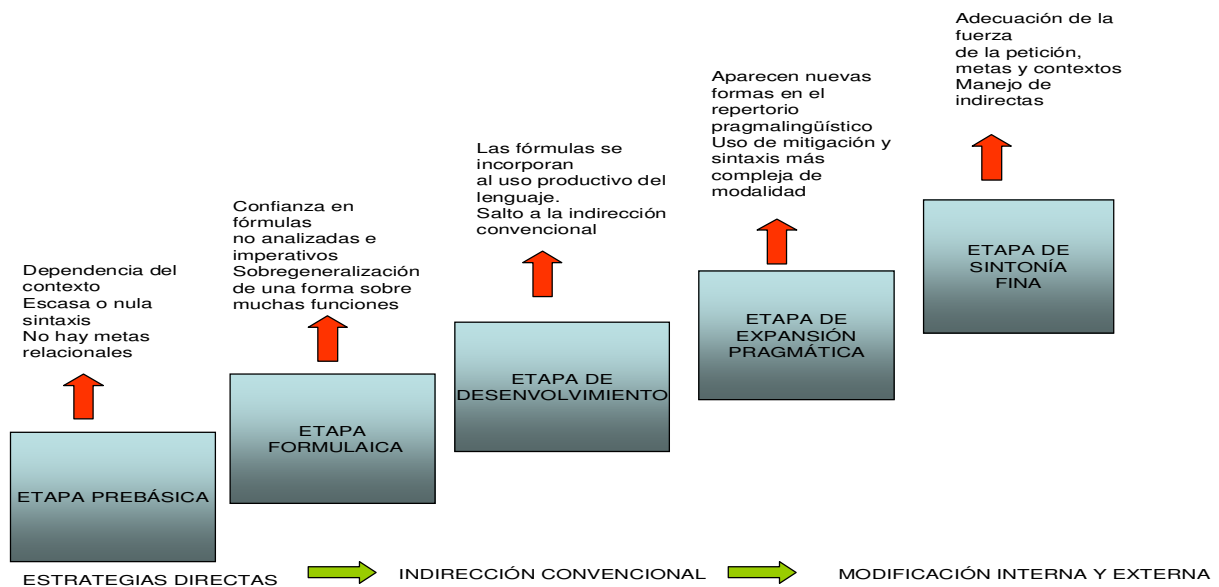 Adecuación de la
fuerza
de la petición,
metas y contextos
Manejo de
indirectas
Aparecen nuevas
formas en el
repertorio
pragmalingüístico
Uso de mitigación y
sintaxis más
compleja de
modalidad
Las fórmulas se
incorporan
al uso productivo del
lenguaje.
Salto a la indirección
convencional
Confianza en
fórmulas
no analizadas e
imperativos
Sobregeneralización
de una forma sobre
muchas funciones
Dependencia del
contexto
Escasa o nula
sintaxis
No hay metas
relacionales
ETAPA DE
SINTONÍA
FINA
ETAPA DE
EXPANSIÓN
PRAGMÁTICA
ETAPA DE
DESENVOLVIMIENTO
ETAPA
FORMULAICA
ETAPA PREBÁSICA
ESTRATEGIAS DIRECTAS
INDIRECCIÓN CONVENCIONAL
MODIFICACIÓN INTERNA Y EXTERNA